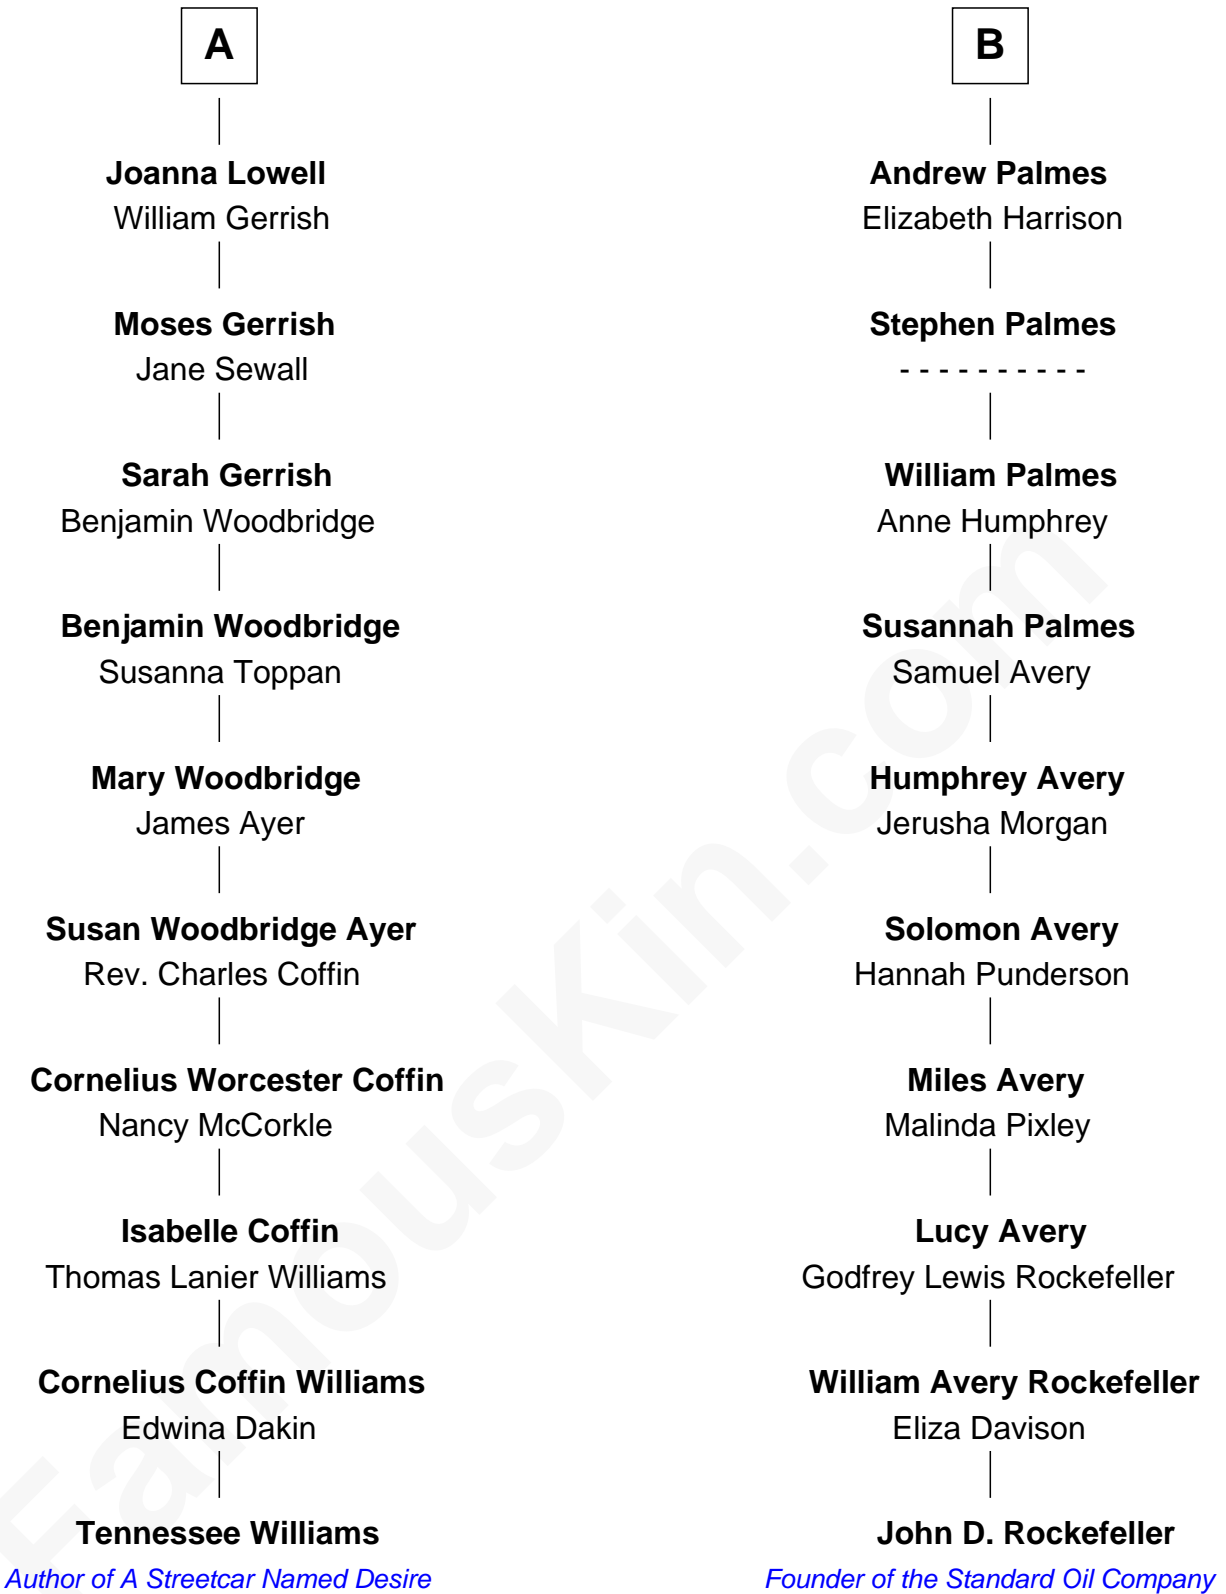 A
B
Joanna Lowell
William Gerrish
Andrew Palmes
Elizabeth Harrison
Moses Gerrish
Jane Sewall
Stephen Palmes
- - - - - - - - - -
Sarah Gerrish
Benjamin Woodbridge
William Palmes
Anne Humphrey
Benjamin Woodbridge
Susanna Toppan
Susannah Palmes
Samuel Avery
Mary Woodbridge
James Ayer
Humphrey Avery
Jerusha Morgan
Susan Woodbridge Ayer
Rev. Charles Coffin
Solomon Avery
Hannah Punderson
Cornelius Worcester Coffin
Nancy McCorkle
Miles Avery
Malinda Pixley
Isabelle Coffin
Thomas Lanier Williams
Lucy Avery
Godfrey Lewis Rockefeller
Cornelius Coffin Williams
Edwina Dakin
William Avery Rockefeller
Eliza Davison
Tennessee Williams
Author of A Streetcar Named Desire
John D. Rockefeller
Founder of the Standard Oil Company
FamousKin.com